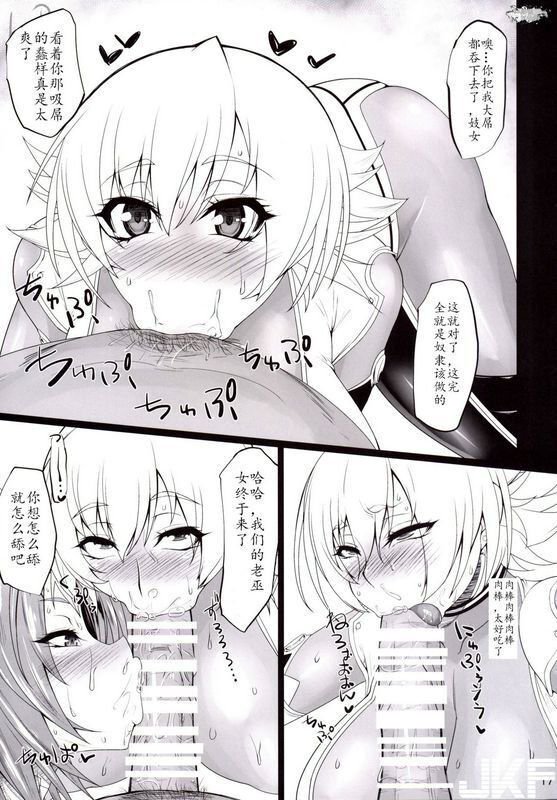 噢…你把我大屌
都吞下去了,妓女
看着你那吸屌
的蠢样真是太
爽了
这就对了,这完
全就是奴隶
该做的
ちゅぷ
ちゅぷ
ちゅぷ
肉棒肉棒肉棒
肉棒,太好吃了
哈哈,我们的老巫
女终于来了
…
你想怎么舔
就怎么舔吧
ちゅぱ
17
JKF